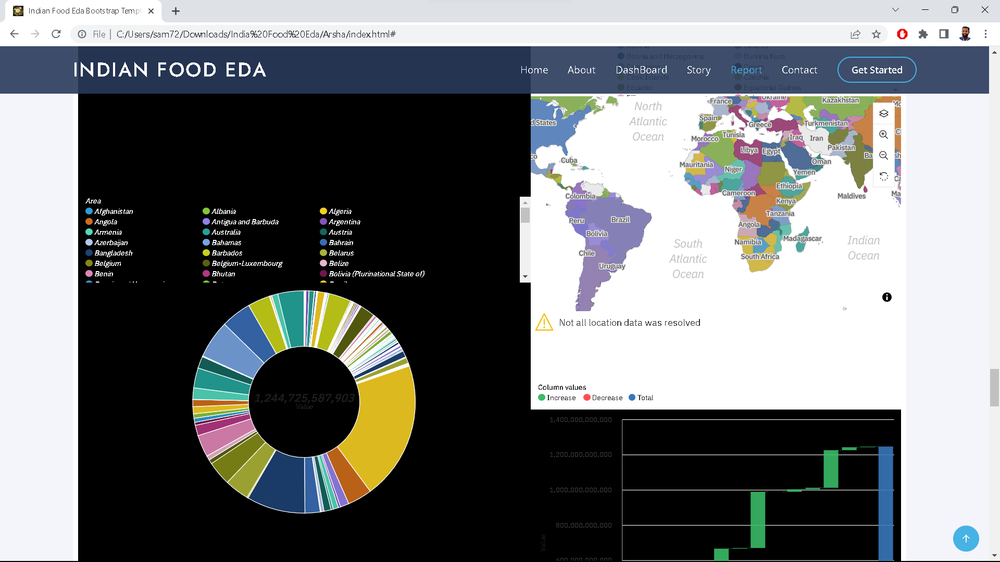 Indian Food Eda Bootstrap Templ
File | C:/Users/sam72/Downloads/India%20Food%20Eda/Arsha/index.html#
INDIAN FOOD EDA
Home About DashBoard Story Report Contact Get Started
Bosnia and Herzegovina Burkina Faso
Cook Islands Czechia
Ecuador Equatorial Guinea
North
Atlantic
Ocean
France
Ukraine
Kazakhstan
d States
Spain
Greece
Turkmenistan
Morocco
Tunisia
Iraq
Iran
Pakistan
Libya
Egypt
Cuba
Mauritania
Niger
Oman
Yemen
Ethiopia
Colombia
Cameroon
Kenya
Maldives
Peru
Brazil
Tanzania
Bolivia
Angola
Chile
Namibia
Madagascar
South Africa
Uruguay
South
Atlantic
Ocean
Indian
Ocean
Not all location data was resolved
Area
Afghanistan Albania Algeria
Angola Antigua and Barbuda Argentina
Armenia Australia Austria
Azerbaijan Bahamas Bahrain
Bangladesh Barbados Belarus
Belgium Belgium-Luxembourg Belize
Benin Bhutan Bolivia (Plurinational State of)
1,244,725,587,903
Value
Column values
Increase Decrease Total
1,400,000,000,000
1,200,000,000,000
1,000,000,000,000
800,000,000,000
600,000,000,000
Value